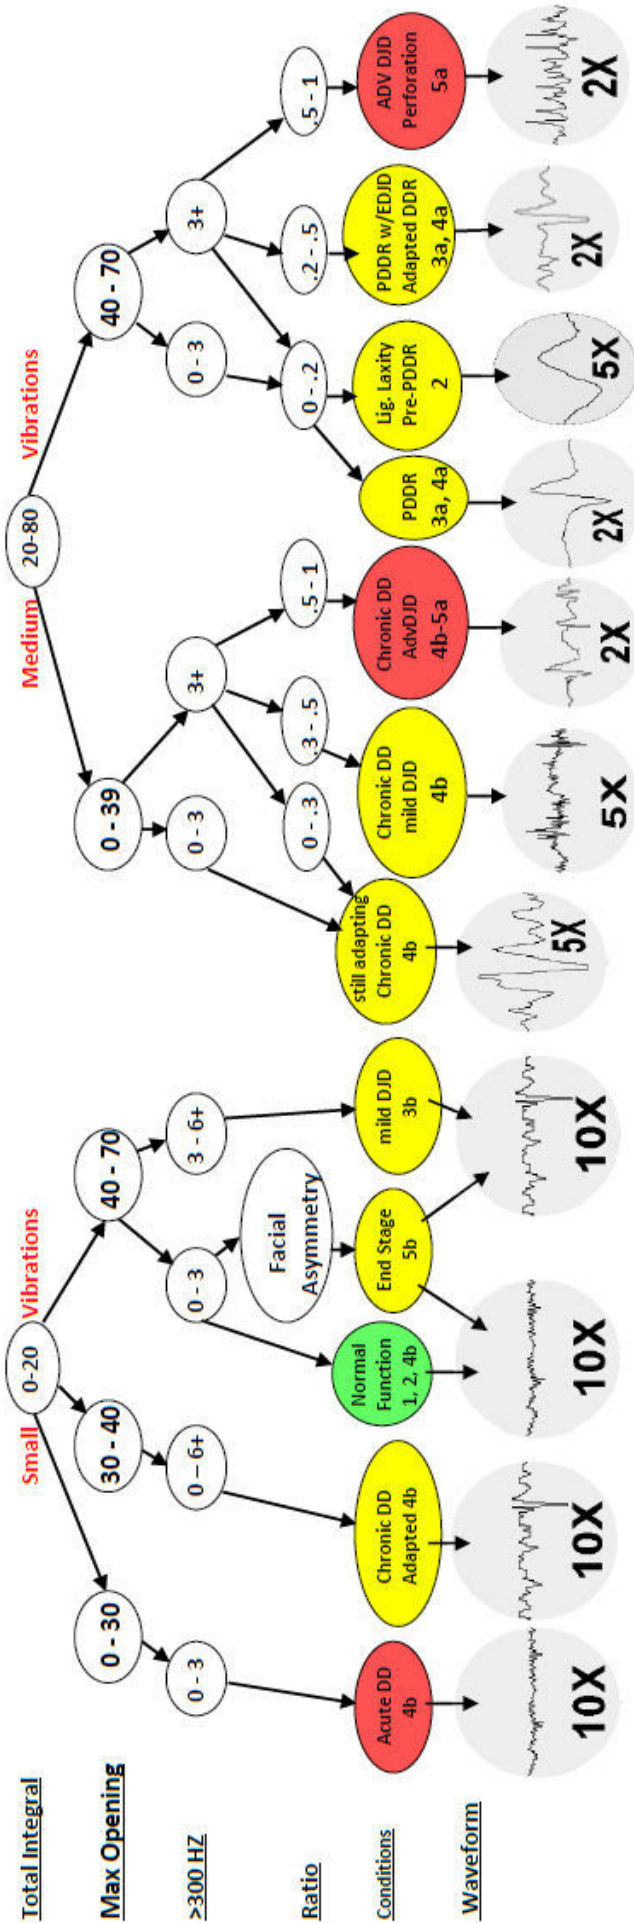 Total Integral
Small
0-20
Vibrations
Medium
20-80
Vibrations
Max Opening
0 - 30
30 - 40
40 - 70
0 - 39
40 - 70
>300 HZ
0 - 3
0 – 6+
0 - 3
3 - 6+
0 - 3
3+
0 - 3
3+
Facial
Asymmetry
Ratio
0 - .3
.3 - .5
.5 - 1
0 - .2
.2 - .5
.5 - 1
Conditions
Acute DD
4b
Chronic DD
Adapted 4b
Normal
Function
1, 2, 4b
End Stage
5b
mild DJD
3b
still adapting
Chronic DD
4b
Chronic DD
mild DJD
4b
Chronic DD
AdvDJD
4b-5a
PDDR
3a, 4a
Lig. Laxity
Pre-PDDR
2
PDDR w/EDJD
Adapted DDR
3a, 4a
ADV DJD
Perforation
5a
Waveform
10X
10X
10X
10X
5X
5X
2X
2X
5X
2X
2X